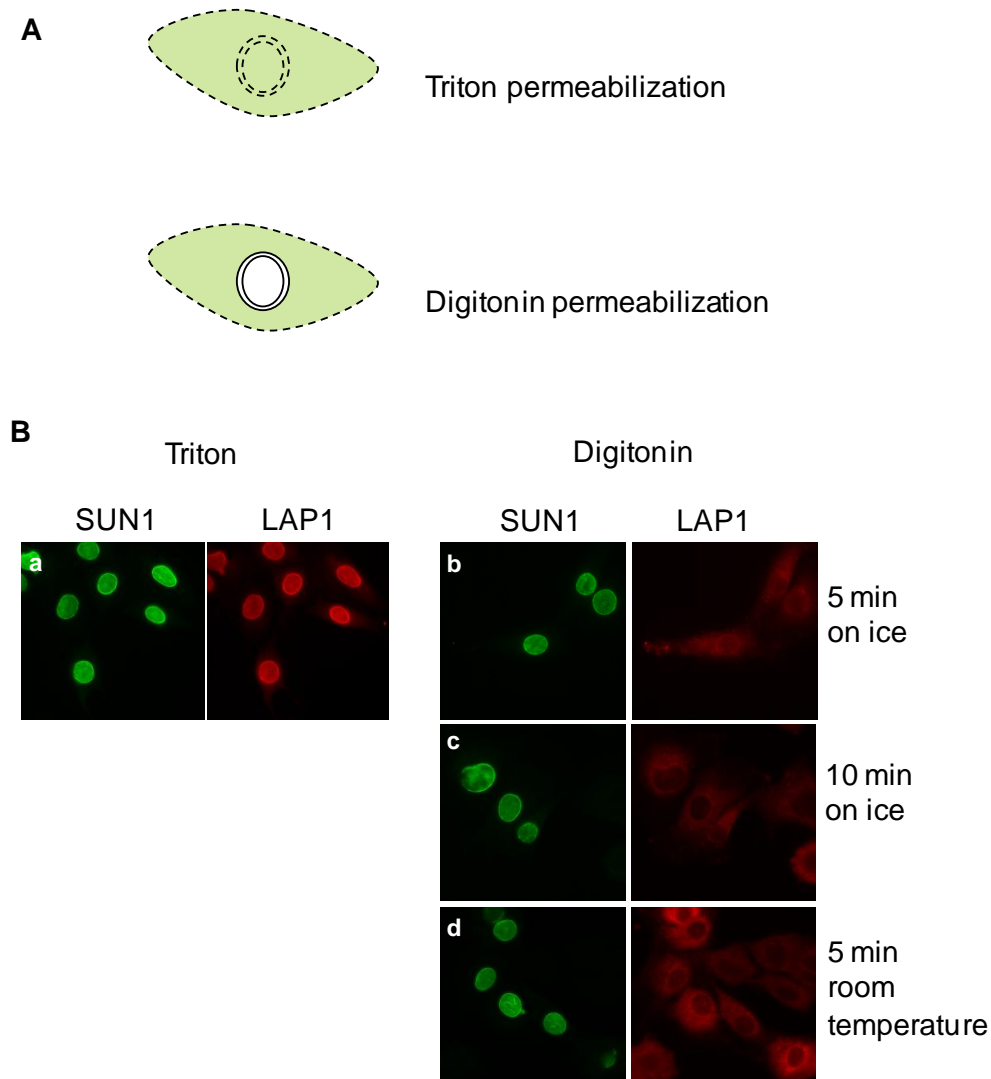 A
Triton permeabilization
Digitonin permeabilization
B
Triton
Digitonin
SUN1
LAP1
SUN1
LAP1
a
b
5 min
on ice
c
10 min
on ice
d
5 min
room
temperature